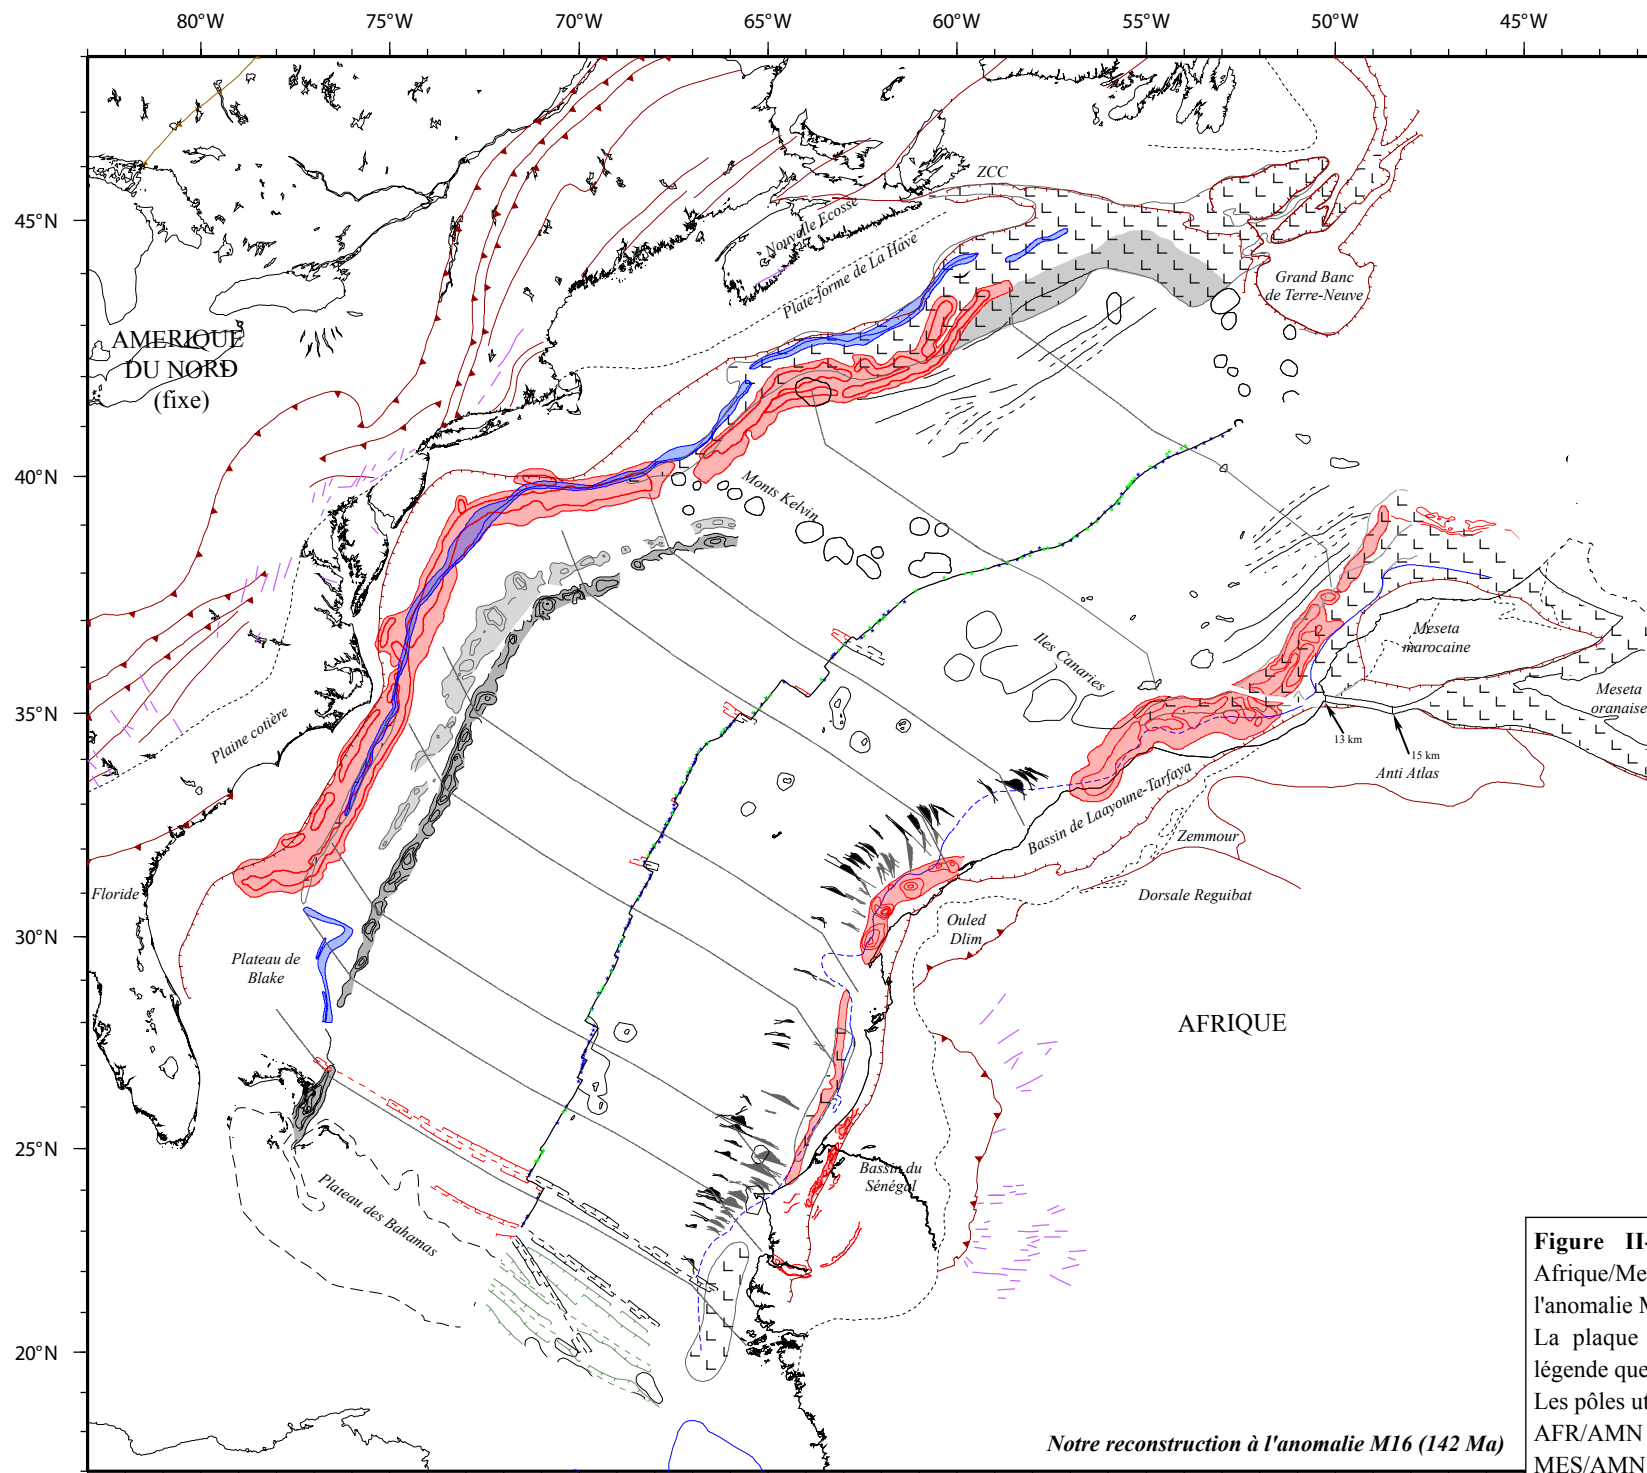 80°W 75°W 70°W 65°W 60°W 55°W 50°W 45°W
45°N
40°N
35°N
30°N
25°N
20°N
ZCC
Nouvelle Ecosse
Plate-forme de La Have
Grand Banc
de Terre-Neuve
AMERIQUE
DU NORD
(fixe)
Monts Kelvin
Iles Canaries
Meseta
marocaine
Meseta
oranaise
Plaine cotière
13 km
15 km
Anti Atlas
Bassin de Laayoune-Tarfaya
Zemmour
Dorsale Reguibat
Floride
Ouled
Dlim
Plateau de
Blake
AFRIQUE
Bassin du
Sénégal
Plateau des Bahamas
Figure II-
Afrique/Me
l'anomalie M
La plaque
légende que
Les pôles ut
AFR/AMN
MES/AMN
Notre reconstruction à l'anomalie M16 (142 Ma)